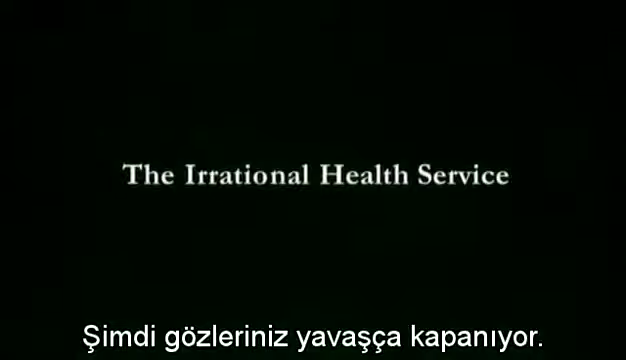 The Irrational Health Service
Şimdi gözleriniz yavaşça kapanıyor.